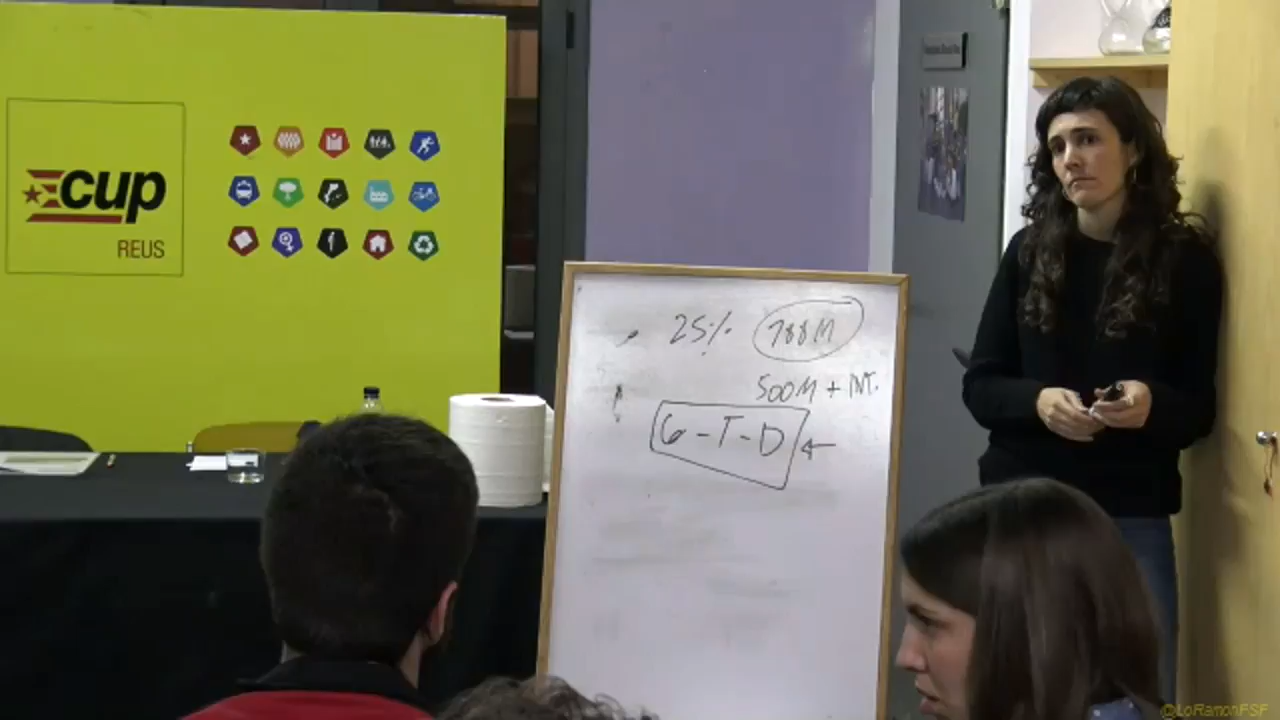 cup
REUS
25% 788M
500M + INT.
G-T-D ←
@LoRamonFSF